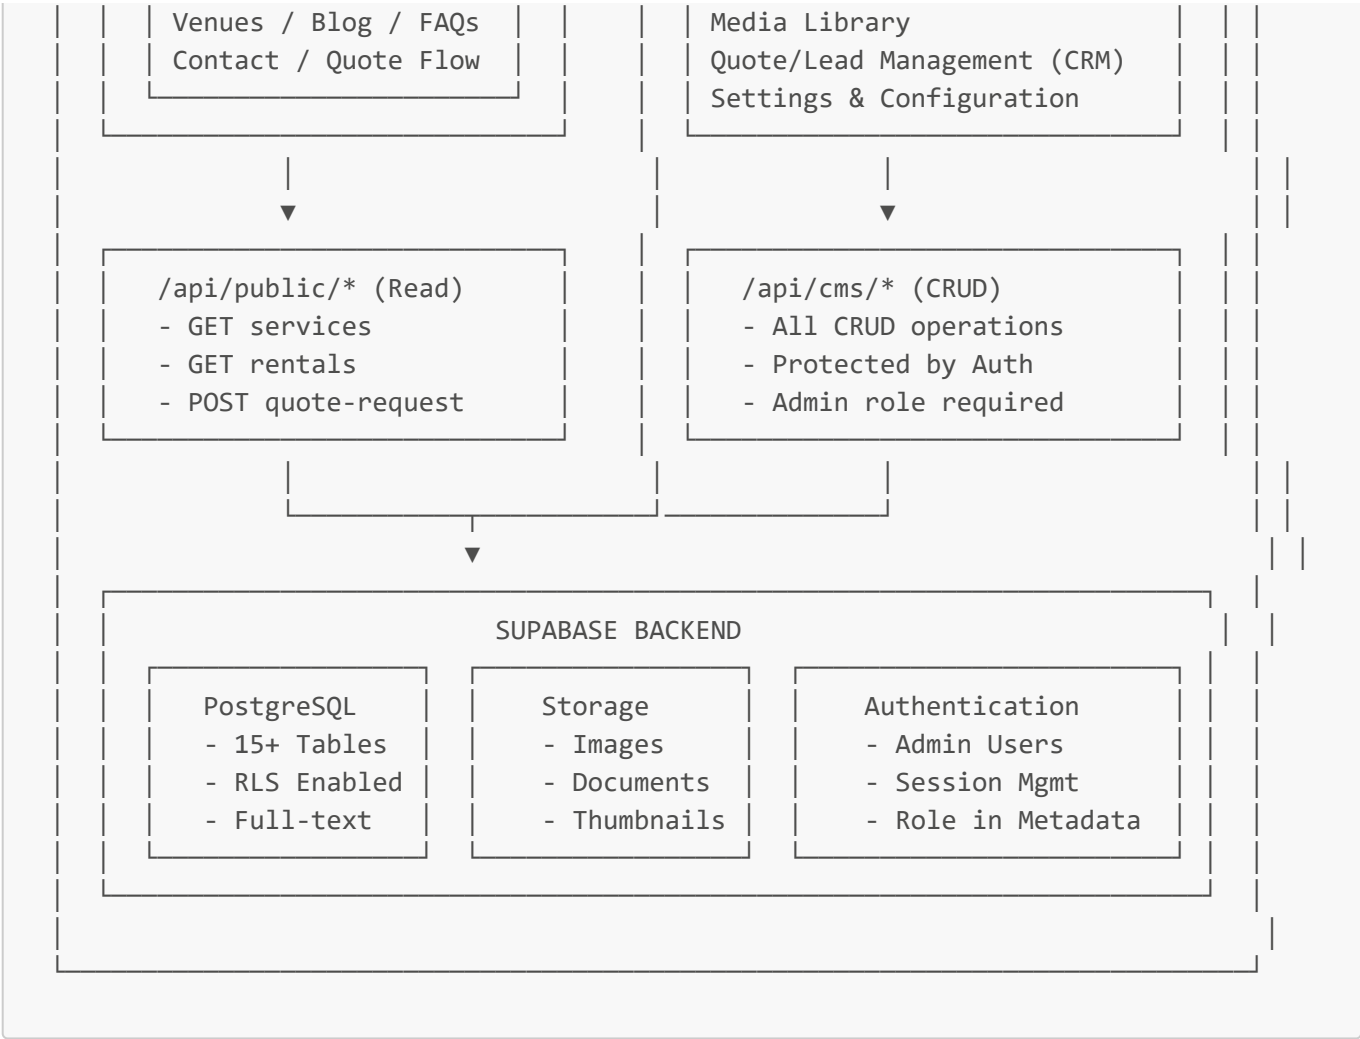 Venues / Blog / FAQs
Contact / Quote Flow
Media Library
Quote/Lead Management (CRM)
Settings & Configuration
/api/public/* (Read)
- GET services
- GET rentals
- POST quote-request
/api/cms/* (CRUD)
- All CRUD operations
- Protected by Auth
- Admin role required
SUPABASE BACKEND
PostgreSQL
- 15+ Tables
- RLS Enabled
- Full-text
Storage
- Images
- Documents
- Thumbnails
Authentication
- Admin Users
- Session Mgmt
- Role in Metadata